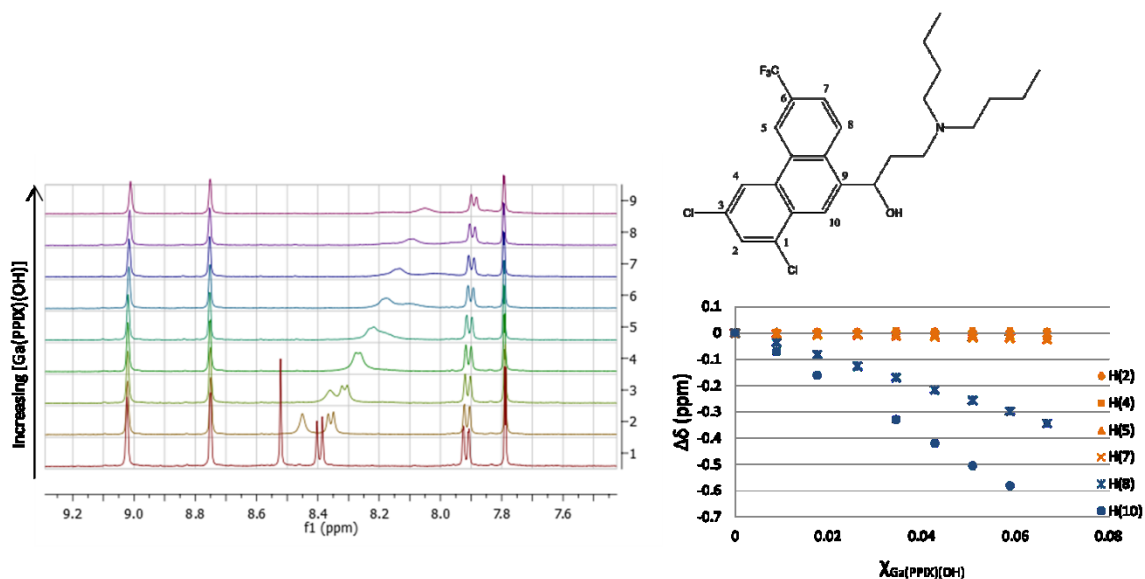 Increasing [Ga(PPIX)(OH)]
9
8
7
6
5
4
3
2
1
9.2 9.0 8.8 8.6 8.4 8.2 8.0 7.8 7.6
f1 (ppm)
F₃C
7
6
5
8
4
9
3
10
2
1
Cl
Cl
OH
N
0.1
0
-0.1
-0.2
-0.3
-0.4
-0.5
-0.6
-0.7
Δδ (ppm)
0 0.02 0.04 0.06 0.08
χGa(PPIX)(OH)
H(2)
H(4)
H(5)
H(7)
H(8)
H(10)